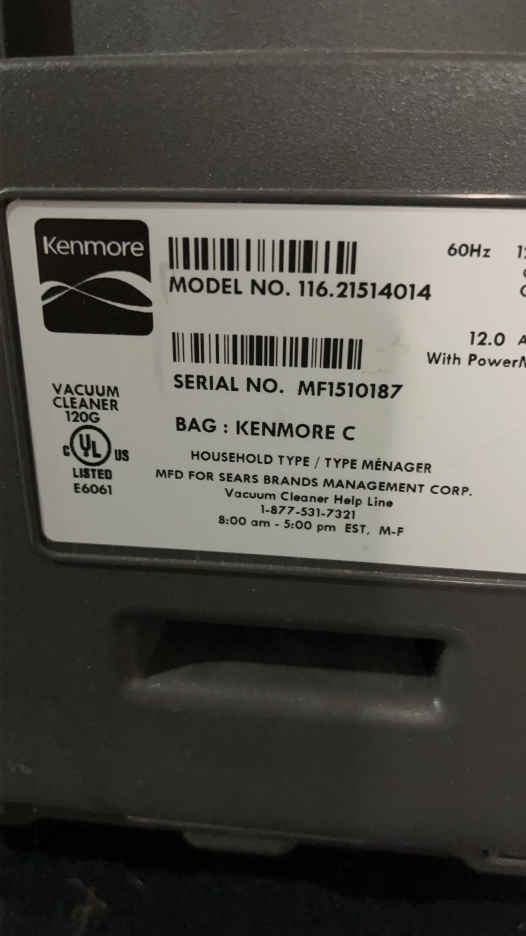 Kenmore
MODEL NO. 116.21514014
60Hz
SERIAL NO. MF1510187
12.0
With
VACUUM
CLEANER
120G
BAG : KENMORE C
C UL US
LISTED
E6061
HOUSEHOLD TYPE / TYPE MÉNAGER
MFD FOR SEARS BRANDS MANAGEMENT CORP.
Vacuum Cleaner Help Line
1-877-531-7321
8:00 am - 5:00 pm EST, M-F